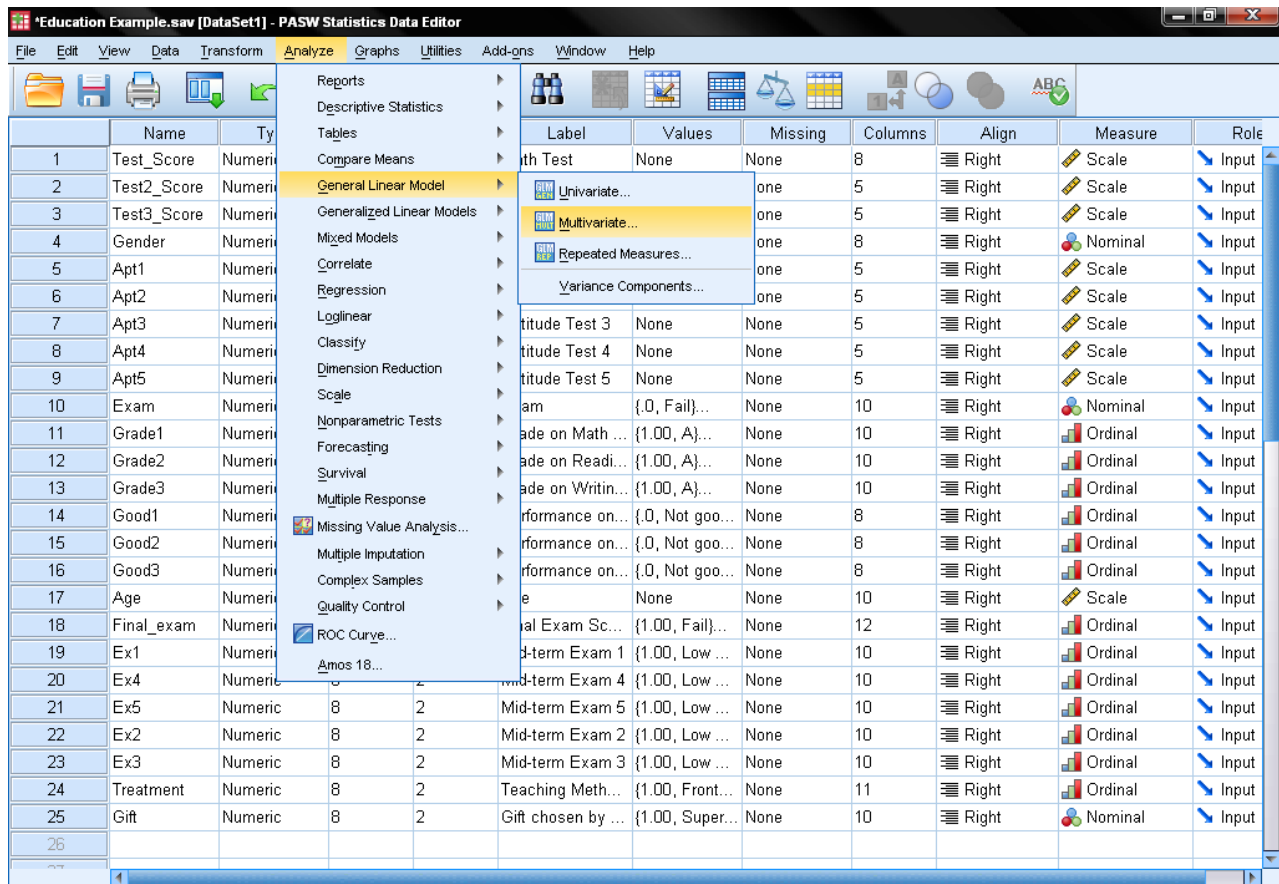 *Education Example.sav [DataSet1] - PASW Statistics Data Editor
File Edit View Data Transform Analyze Graphs Utilities Add-ons Window Help
Reports
Descriptive Statistics
Tables
Compare Means
General Linear Model
Generalized Linear Models
Mixed Models
Correlate
Regression
Loglinear
Classify
Dimension Reduction
Scale
Nonparametric Tests
Forecasting
Survival
Multiple Response
Missing Value Analysis...
Multiple Imputation
Complex Samples
Quality Control
ROC Curve...
Amos 18...
Univariate...
Multivariate...
Repeated Measures...
Variance Components...
Name Ty Label Values Missing Columns Align Measure Role
1 Test_Score Numeri th Test None None 8 Right Scale Input
2 Test2_Score Numeri one 5 Right Scale Input
3 Test3_Score Numeri one 5 Right Scale Input
4 Gender Numeri one 8 Right Nominal Input
5 Apt1 Numeri one 5 Right Scale Input
6 Apt2 Numeri one 5 Right Scale Input
7 Apt3 Numeri titude Test 3 None None 5 Right Scale Input
8 Apt4 Numeri titude Test 4 None None 5 Right Scale Input
9 Apt5 Numeri titude Test 5 None None 5 Right Scale Input
10 Exam Numeri am {.0, Fail}... None 10 Right Nominal Input
11 Grade1 Numeri ade on Math ... {1.00, A}... None 10 Right Ordinal Input
12 Grade2 Numeri ade on Readi... {1.00, A}... None 10 Right Ordinal Input
13 Grade3 Numeri ade on Writin... {1.00, A}... None 10 Right Ordinal Input
14 Good1 Numeri rformance on... {.0, Not goo... None 8 Right Ordinal Input
15 Good2 Numeri rformance on... {.0, Not goo... None 8 Right Ordinal Input
16 Good3 Numeri rformance on... {.0, Not goo... None 8 Right Ordinal Input
17 Age Numeri e None None 10 Right Scale Input
18 Final_exam Numeri al Exam Sc... {1.00, Fail}... None 12 Right Ordinal Input
19 Ex1 Numeri d-term Exam 1 {1.00, Low ... None 10 Right Ordinal Input
20 Ex4 Numeric 8 2 Mid-term Exam 4 {1.00, Low ... None 10 Right Ordinal Input
21 Ex5 Numeric 8 2 Mid-term Exam 5 {1.00, Low ... None 10 Right Ordinal Input
22 Ex2 Numeric 8 2 Mid-term Exam 2 {1.00, Low ... None 10 Right Ordinal Input
23 Ex3 Numeric 8 2 Mid-term Exam 3 {1.00, Low ... None 10 Right Ordinal Input
24 Treatment Numeric 8 2 Teaching Meth... {1.00, Front... None 11 Right Ordinal Input
25 Gift Numeric 8 2 Gift chosen by ... {1.00, Super... None 10 Right Nominal Input
26